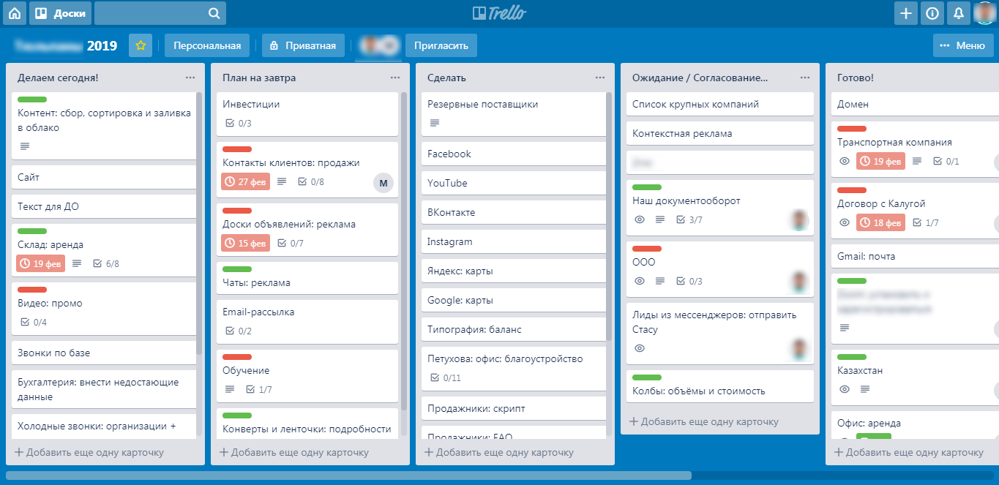 Доски
Trello
2019
Персональная
Приватная
Пригласить
Меню
Делаем сегодня!
Контент: сбор, сортировка и заливка
в облако
Сайт
Текст для ДО
Склад: аренда
19 фев
6/8
Видео: промо
0/4
Звонки по базе
Бухгалтерия: внести недостающие
данные
Холодные звонки: организации +
Добавить еще одну карточку
План на завтра
Инвестиции
0/3
Контакты клиентов: продажи
27 фев
0/8
М
Доски объявлений: реклама
15 фев
0/7
Чаты: реклама
Email-рассылка
0/2
Обучение
1/7
Конверты и ленточки: подробности
Добавить еще одну карточку
Сделать
Резервные поставщики
Facebook
YouTube
ВКонтакте
Instagram
Яндекс: карты
Google: карты
Типография: баланс
Петухова: офис: благоустройство
0/11
Продажники: скрипт
Продажники: FAQ
Добавить еще одну карточку
Ожидание / Согласование...
Список крупных компаний
Контекстная реклама
Наш документооборот
3/7
ООО
0/3
Лиды из мессенджеров: отправить
Стасу
Колбы: объёмы и стоимость
Добавить еще одну карточку
Готово!
Домен
Транспортная компания
19 фев
0/1
Договор с Калугой
18 фев
1/7
Gmail: почта
Казахстан
Офис: аренда
Добавить еще одну карточку